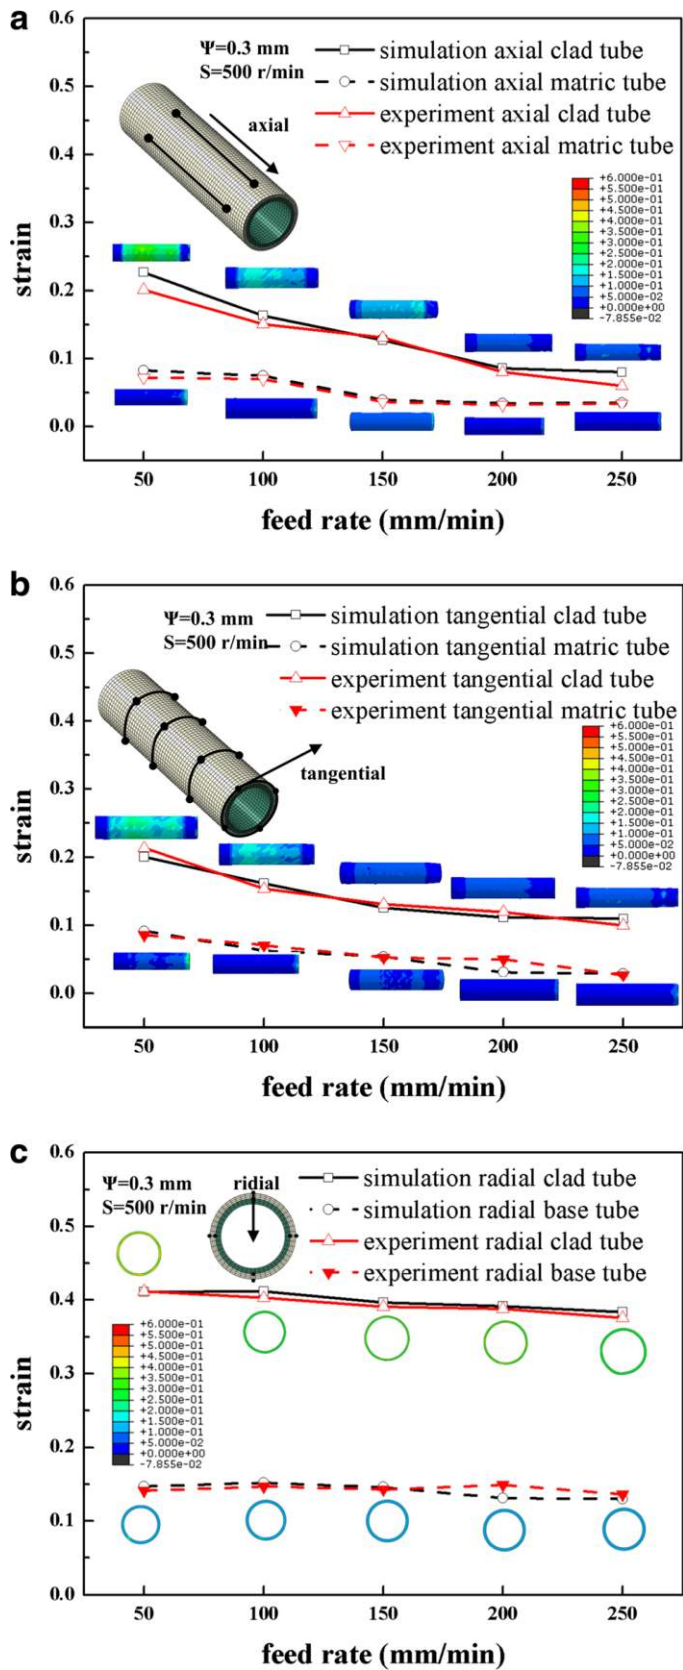 a
Ψ=0.3 mm
S=500 r/min
simulation axial clad tube
simulation axial matric tube
experiment axial clad tube
experiment axial matric tube
axial
+6.000e-01
+5.500e-01
+5.000e-01
+4.500e-01
+4.000e-01
+3.500e-01
+3.000e-01
+2.500e-01
+2.000e-01
+1.500e-01
+1.000e-01
+5.000e-02
+0.000e+00
-7.855e-02
0.6
0.5
0.4
0.3
0.2
0.1
0.0
strain
50 100 150 200 250
feed rate (mm/min)
b
Ψ=0.3 mm
S=500 r/min
simulation tangential clad tube
simulation tangential matric tube
experiment tangential clad tube
experiment tangential matric tube
tangential
+6.000e-01
+5.500e-01
+5.000e-01
+4.500e-01
+4.000e-01
+3.500e-01
+3.000e-01
+2.500e-01
+2.000e-01
+1.500e-01
+1.000e-01
+5.000e-02
+0.000e+00
-7.855e-02
0.6
0.5
0.4
0.3
0.2
0.1
0.0
strain
50 100 150 200 250
feed rate (mm/min)
c
Ψ=0.3 mm
S=500 r/min
ridial
simulation radial clad tube
simulation radial base tube
experiment radial clad tube
experiment radial base tube
+6.000e-01
+5.500e-01
+5.000e-01
+4.500e-01
+4.000e-01
+3.500e-01
+3.000e-01
+2.500e-01
+2.000e-01
+1.500e-01
+1.000e-01
+5.000e-02
+0.000e+00
-7.855e-02
0.6
0.5
0.4
0.3
0.2
0.1
0.0
strain
50 100 150 200 250
feed rate (mm/min)